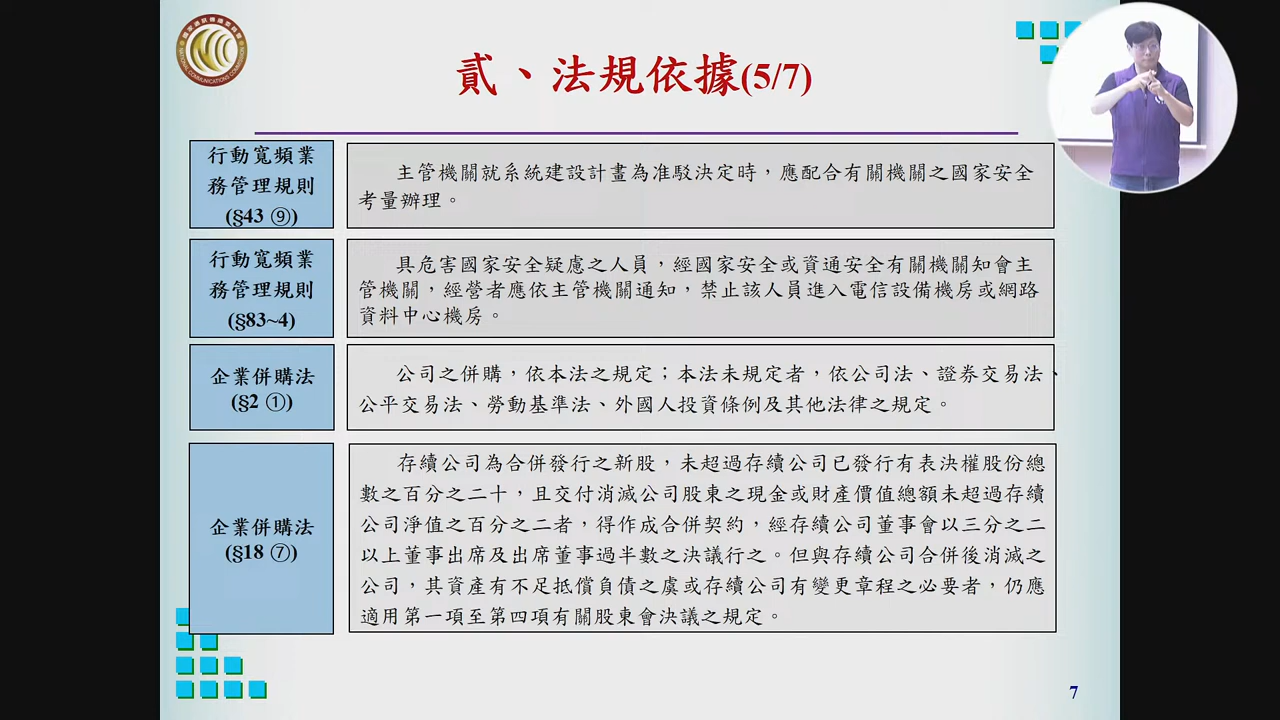 貳、法規依據(5/7)
行動寬頻業
務管理規則
(§43 ⑨)
主管機關就系統建設計畫為准駁決定時，應配合有關機關之國家安全
考量辦理。
行動寬頻業
務管理規則
(§83~4)
具危害國家安全疑慮之人員，經國家安全或資通安全有關機關知會主
管機關，經營者應依主管機關通知，禁止該人員進入電信設備機房或網路
資料中心機房。
企業併購法
(§2 ①)
公司之併購，依本法之規定；本法未規定者，依公司法、證券交易法、
公平交易法、勞動基準法、外國人投資條例及其他法律之規定。
企業併購法
(§18 ⑦)
存續公司為合併發行之新股，未超過存續公司已發行有表決權股份總
數之百分之二十，且交付消滅公司股東之現金或財產價值總額未超過存續
公司淨值之百分之二者，得作成合併契約，經存續公司董事會以三分之二
以上董事出席及出席董事過半數之決議行之。但與存續公司合併後消滅之
公司，其資產有不足抵償負債之虞或存續公司有變更章程之必要者，仍應
適用第一項至第四項有關股東會決議之規定。
7